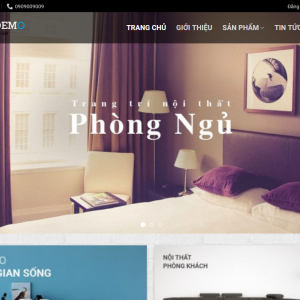 0909009009
Đăng
DEMO
TRANG CHỦ GIỚI THIỆU SẢN PHẨM TIN TỨC
Trang trí nội thất
Phòng Ngủ
O
GIAN SỐNG
NỘI THẤT
PHÒNG KHÁCH